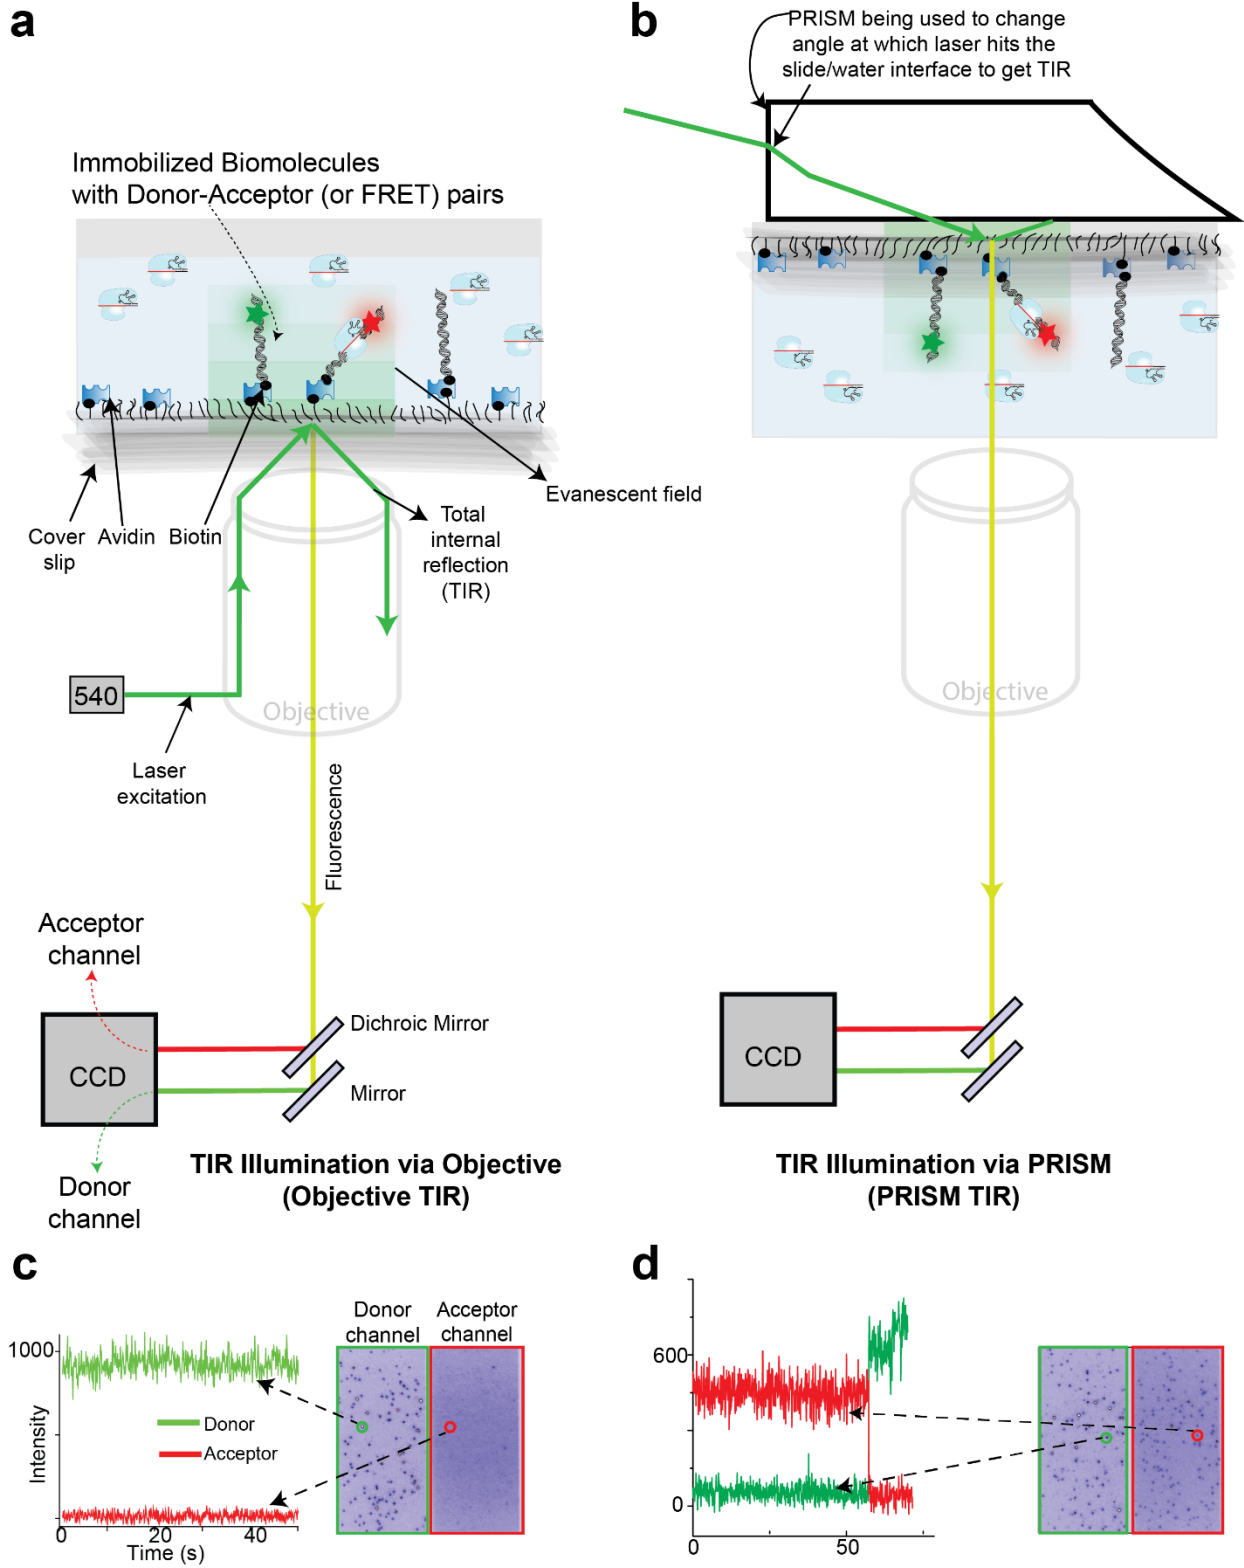 a
Immobilized Biomolecules
with Donor-Acceptor (or FRET) pairs
Evanescent field
Cover
slip
Avidin
Biotin
Total
internal
reflection
(TIR)
540
Objective
Laser
excitation
Fluorescence
Acceptor
channel
Dichroic Mirror
CCD
Mirror
Donor
channel
TIR Illumination via Objective
(Objective TIR)
b
PRISM being used to change
angle at which laser hits the
slide/water interface to get TIR
Objective
CCD
TIR Illumination via PRISM
(PRISM TIR)
c
Donor
channel
Acceptor
channel
1000
Intensity
Donor
Acceptor
0
20
40
Time (s)
d
600
0
0
50